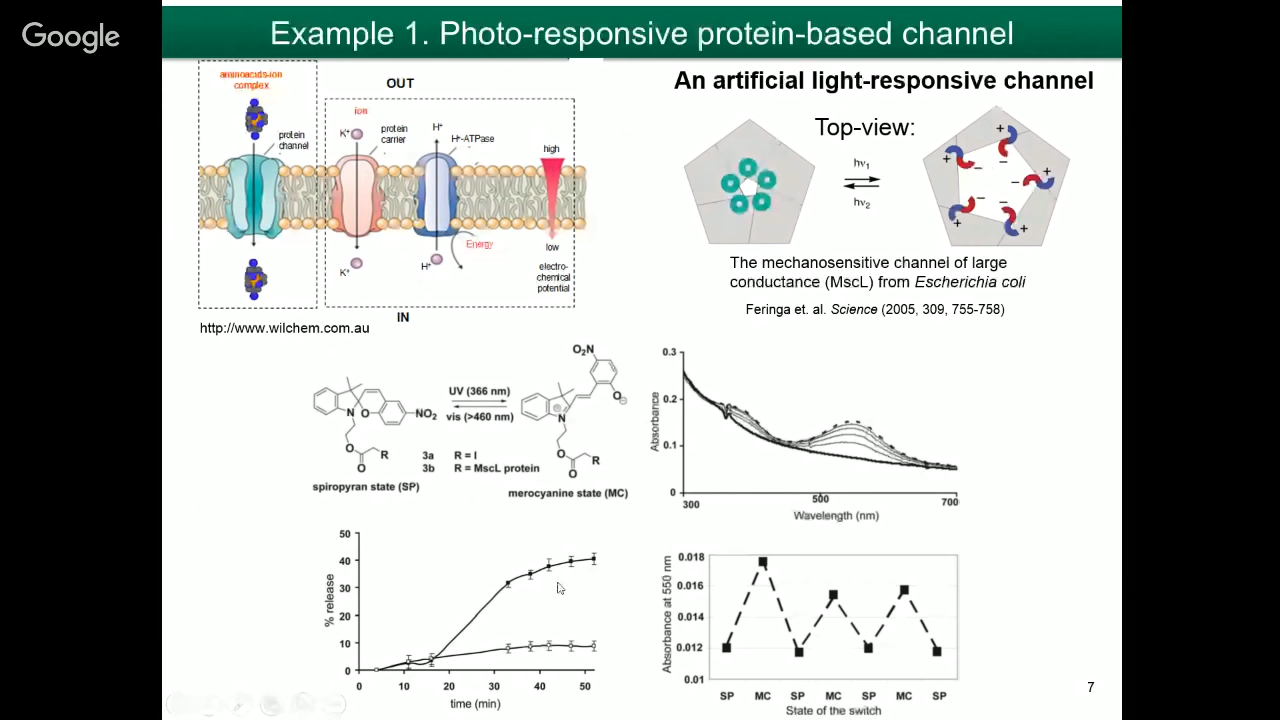 Google
Example 1. Photo-responsive protein-based channel
aminoacids-ion
complex
OUT
protein
channel
ion
K⁺
protein
carrier
H⁺
H⁺-ATPase
high
low
electro-
chemical
potential
Energy
K⁺
H⁺
IN
http://www.wilchem.com.au
An artificial light-responsive channel
Top-view:
hν₁
hν₂
+
−
+
−
+
−
+
−
+
−
The mechanosensitive channel of large
conductance (MscL) from Escherichia coli
Feringa et. al. Science (2005, 309, 755-758)
N
O
NO₂
O
O
R
spiropyran state (SP)
UV (366 nm)
vis (>460 nm)
3a R = I
3b R = MscL protein
O₂N
O
⊖
⊕
N
O
O
R
merocyanine state (MC)
Absorbance
0.3
0.2
0.1
0
300
500
700
Wavelength (nm)
% release
50
40
30
20
10
0
0
10
20
30
40
50
time (min)
Absorbance at 550 nm
0.018
0.016
0.014
0.012
0.01
SP
MC
SP
MC
SP
MC
SP
State of the switch
7